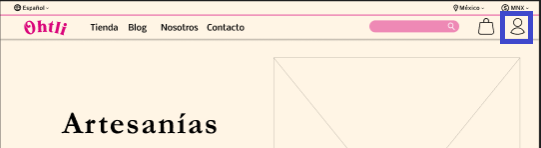 Español
México
MNX
Ohtli
Tienda Blog Nosotros Contacto
Artesanías